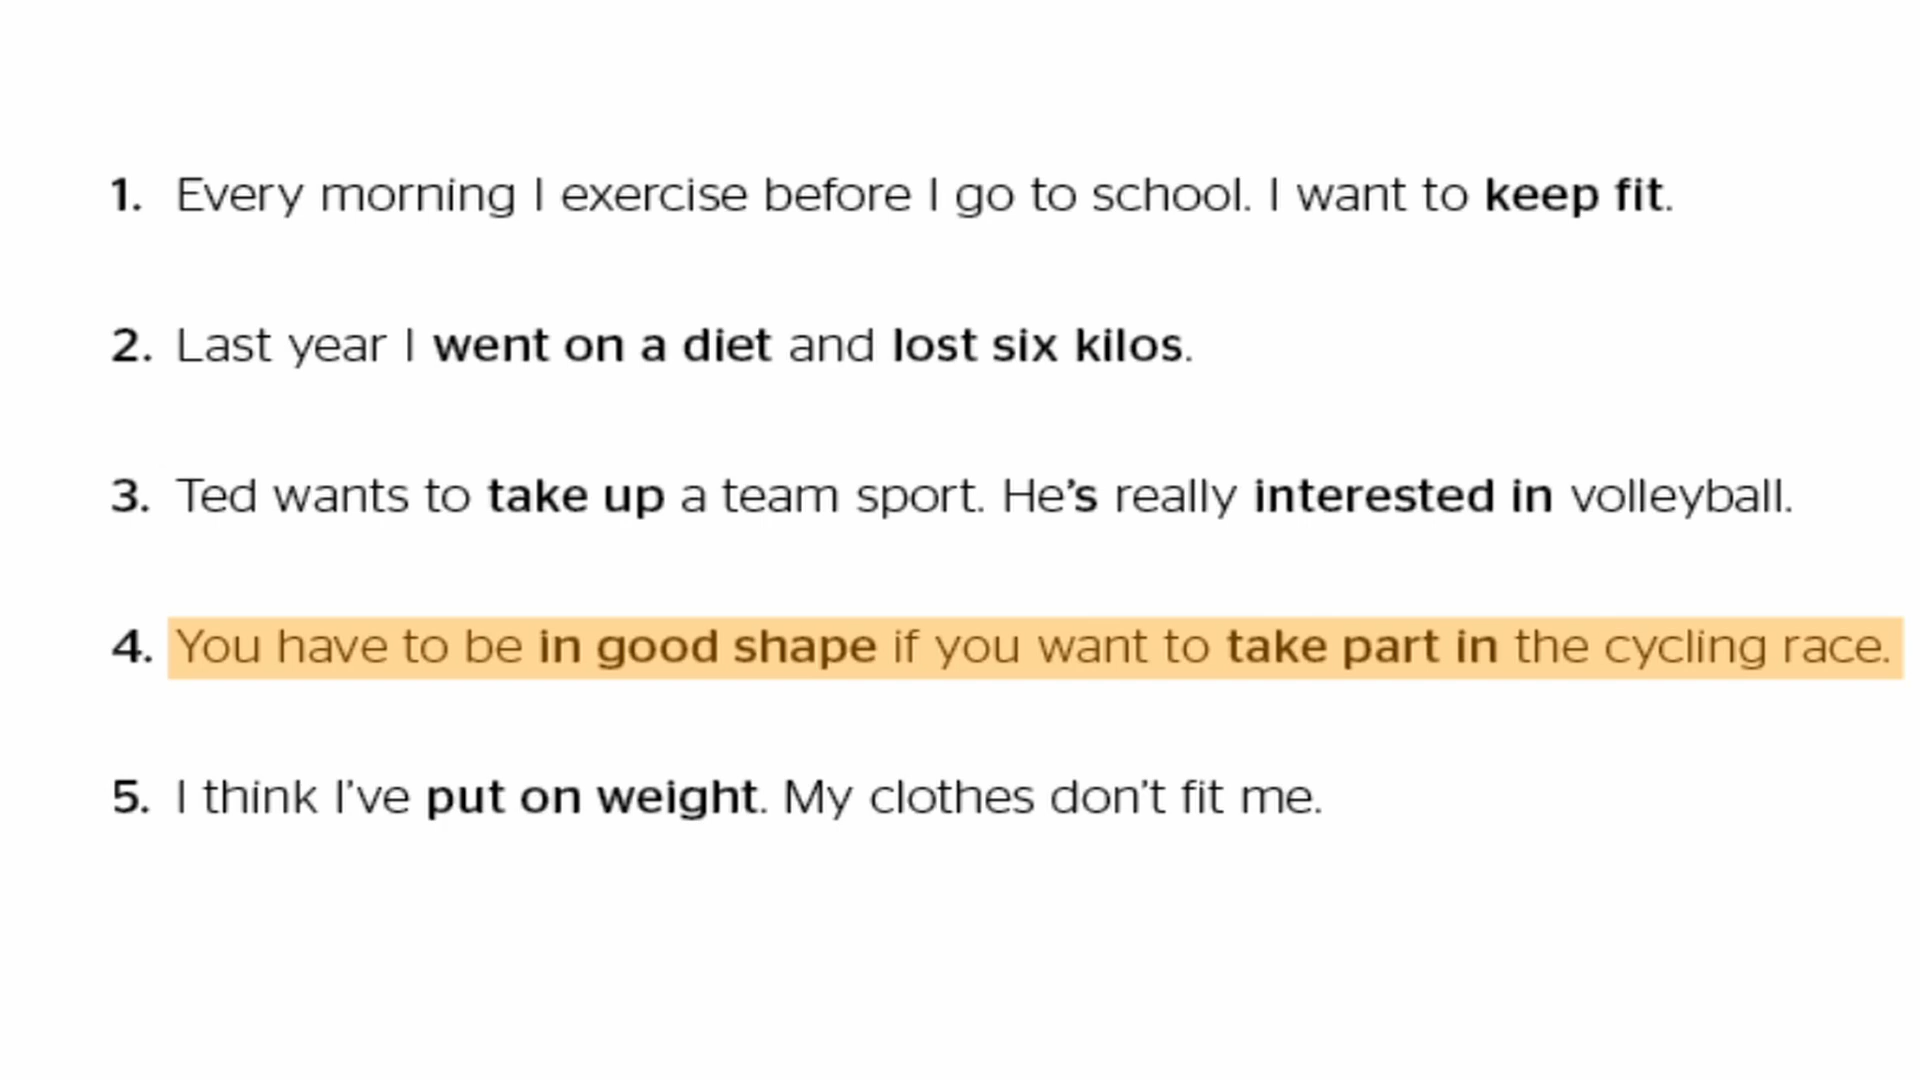 1. Every morning I exercise before I go to school. I want to keep fit.
2. Last year I went on a diet and lost six kilos.
3. Ted wants to take up a team sport. He’s really interested in volleyball.
4. You have to be in good shape if you want to take part in the cycling race.
5. I think I’ve put on weight. My clothes don’t fit me.